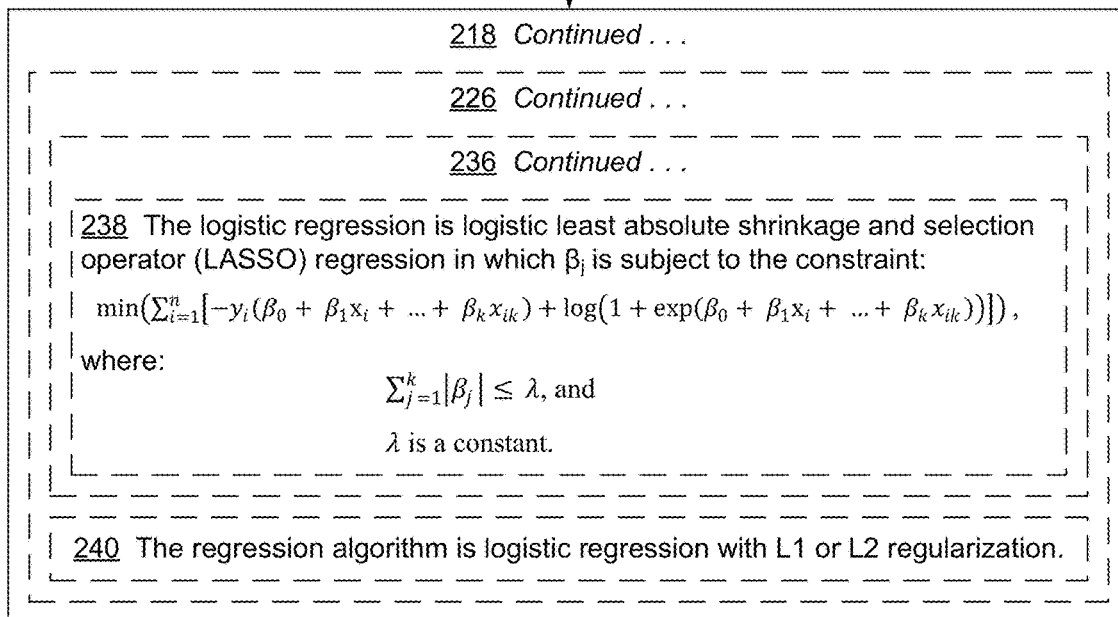 218 Continued . . .
226 Continued . . .
236 Continued . . .
238 The logistic regression is logistic least absolute shrinkage and selection
operator (LASSO) regression in which βj is subject to the constraint:
min(∑ⁿᵢ₌₁[−yᵢ(β₀ + β₁xᵢ + ... + βₖxᵢₖ) + log(1 + exp(β₀ + β₁xᵢ + ... + βₖxᵢₖ))]) ,
where:
∑ᵏⱼ₌₁|βⱼ| ≤ λ, and
λ is a constant.
240 The regression algorithm is logistic regression with L1 or L2 regularization.